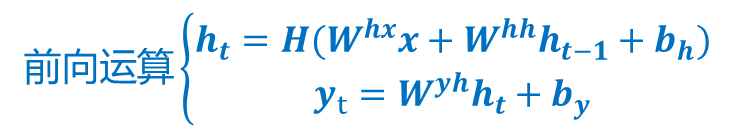 前向运算
h_t = H(W^{hx}x + W^{hh}h_{t-1} + b_h)
y_t = W^{yh}h_t + b_y